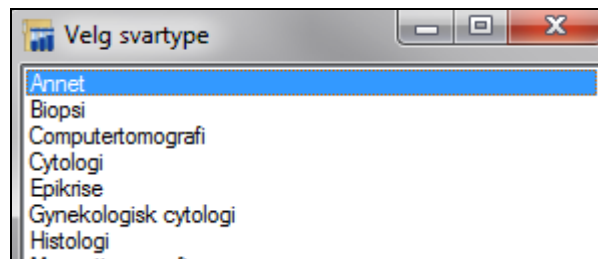 Velg svartype
Annet
Biopsi
Computertomografi
Cytologi
Epikrise
Gynekologisk cytologi
Histologi